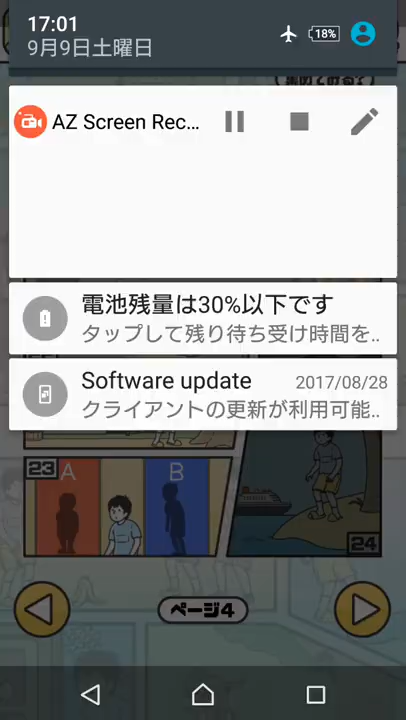 17:01
18%
9月9日土曜日
AZ Screen Rec...
電池残量は30%以下です
タップして残り待ち受け時間を..
Software update 2017/08/28
クライアントの更新が利用可能..
23 A B
24
ページ4